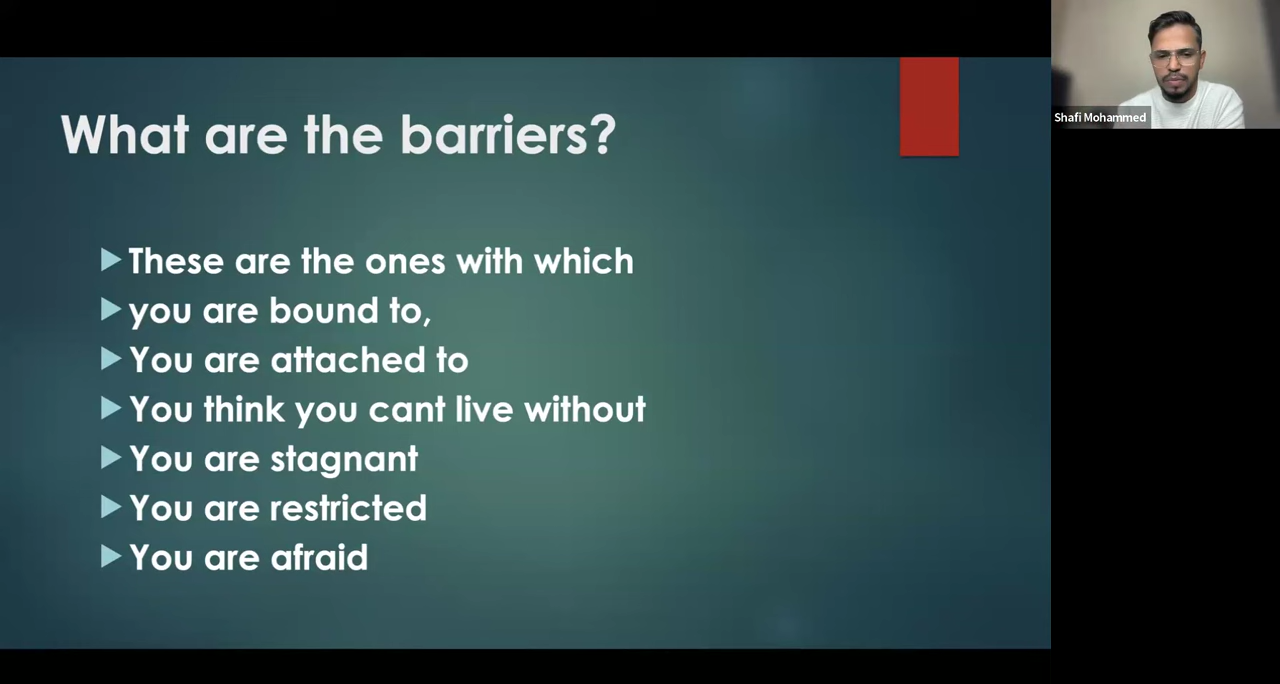 What are the barriers?
These are the ones with which
you are bound to,
You are attached to
You think you cant live without
You are stagnant
You are restricted
You are afraid
Shafi Mohammed